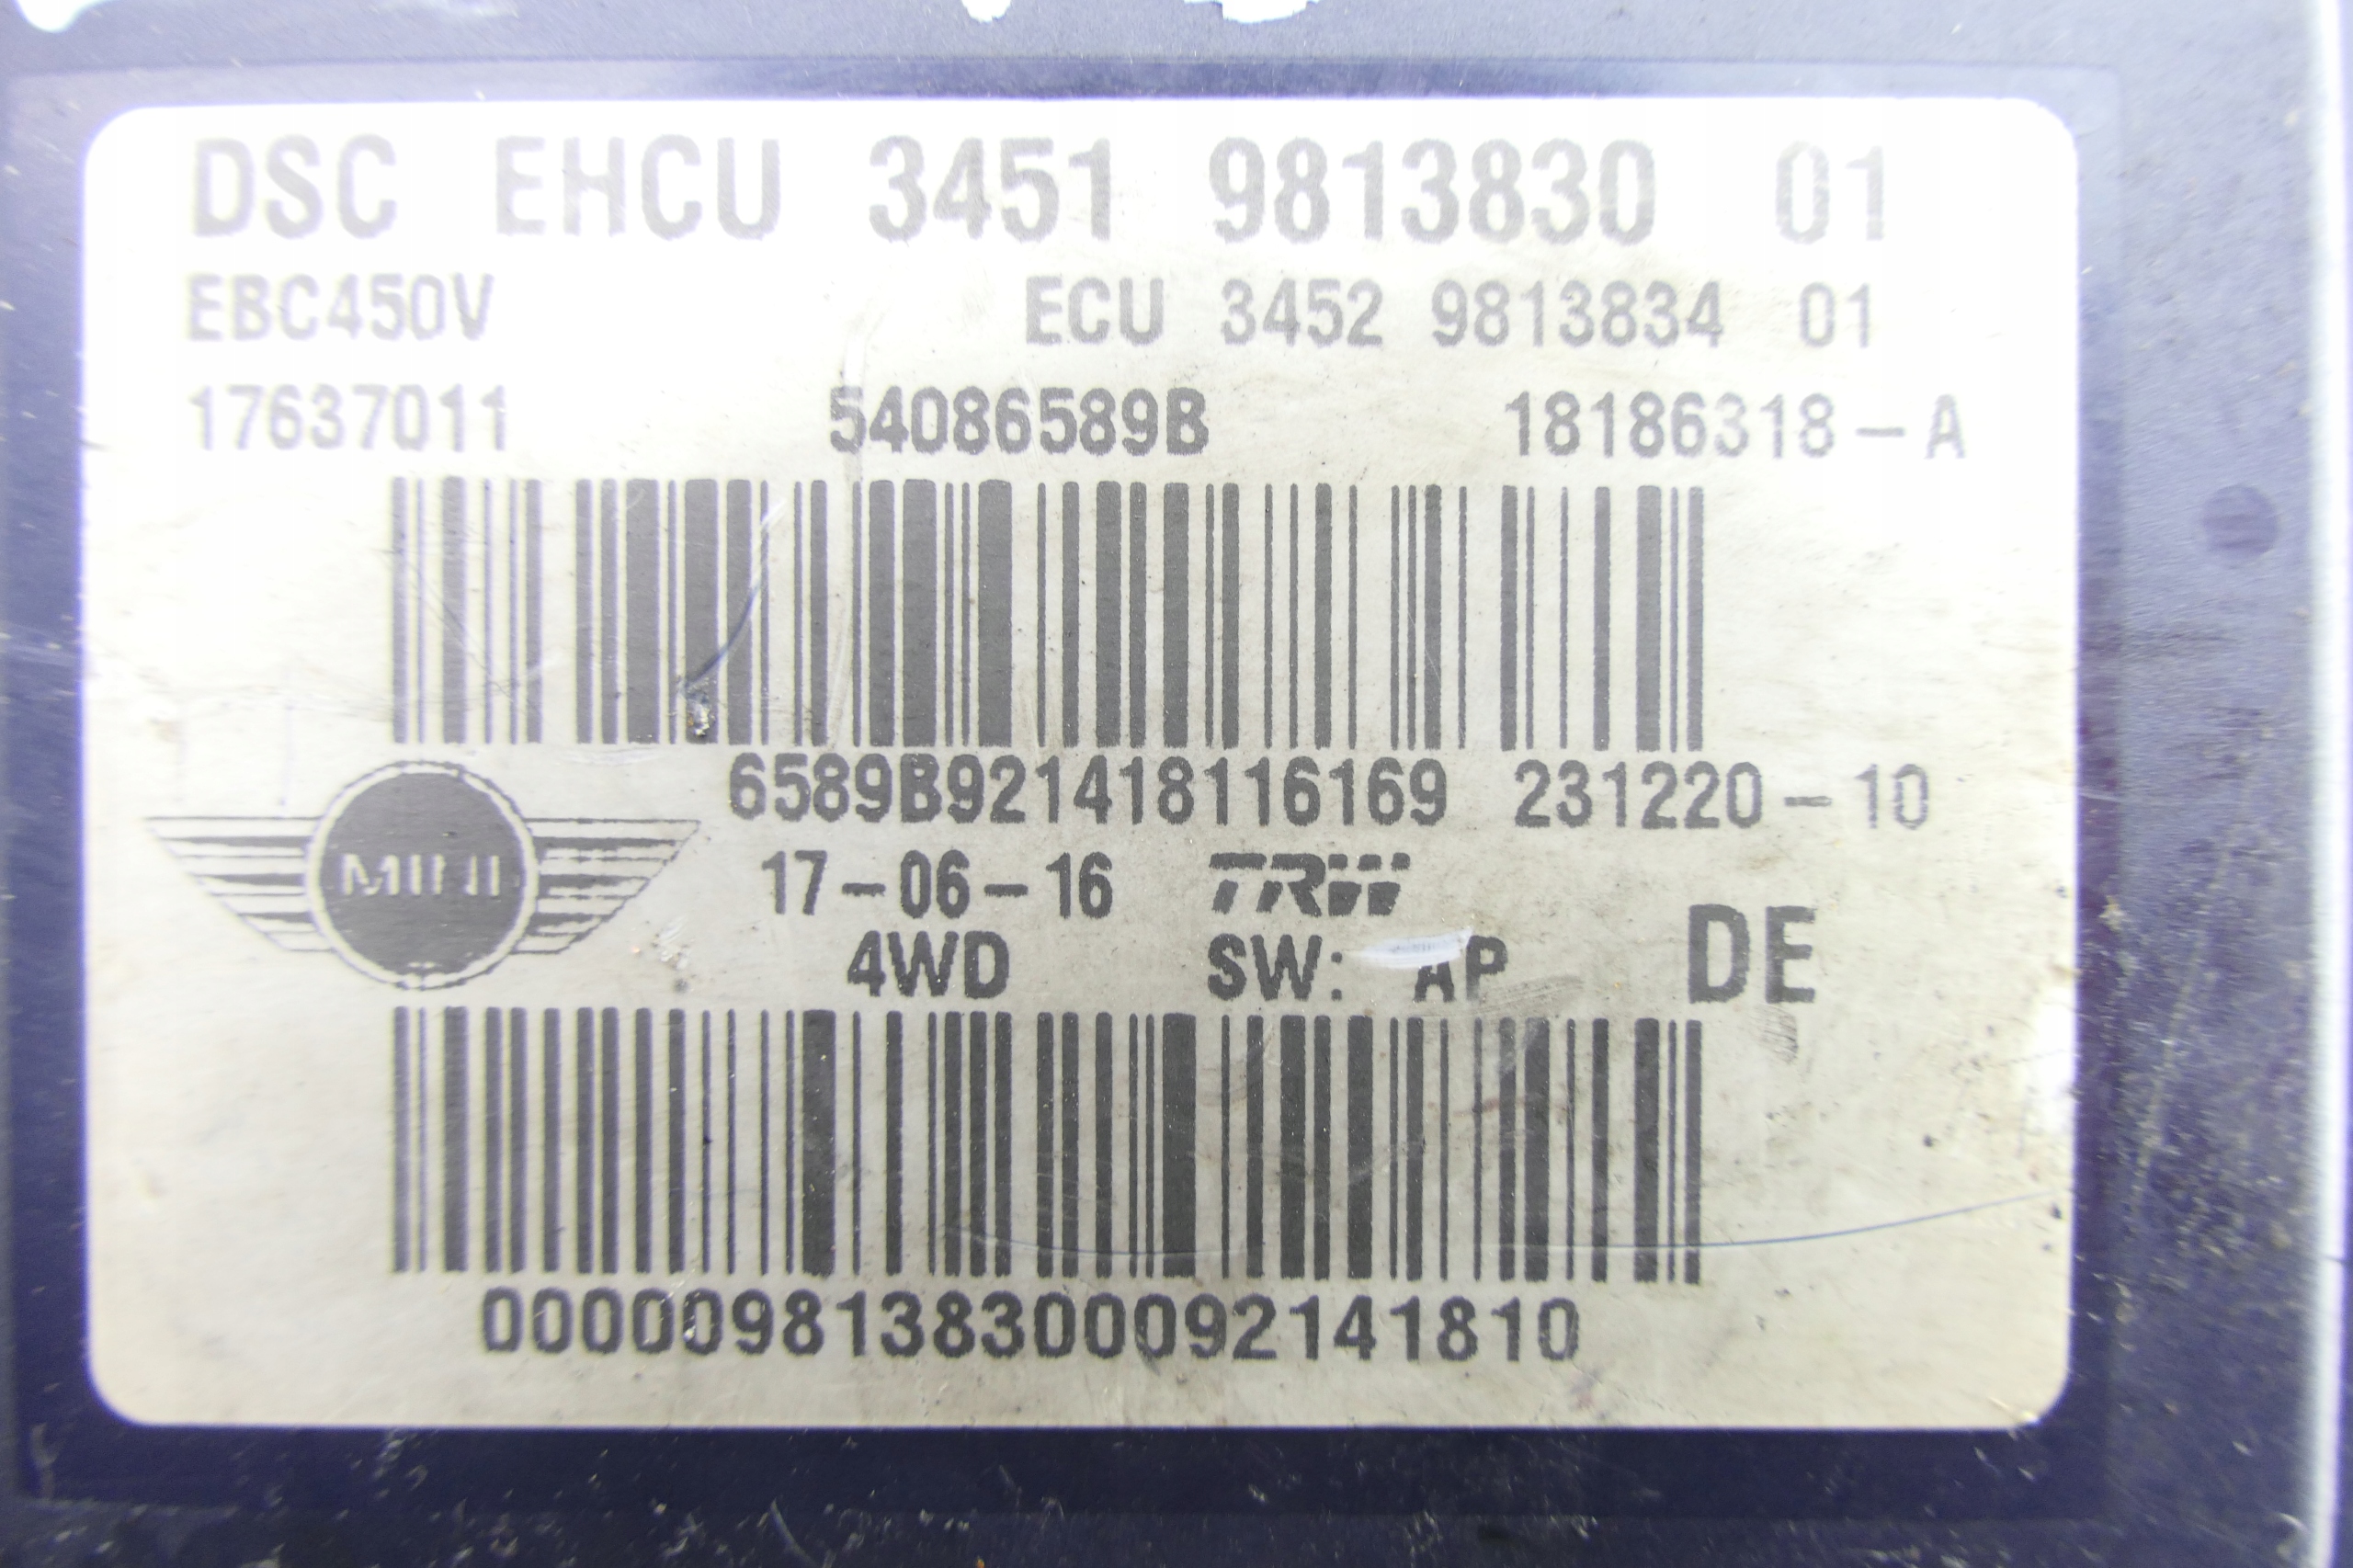 DSC EHCU 3451 9813830 01
EBC450V ECU 3452 9813834 01
17637011 54086589B 18186318-A
6589B921418116169 231220-10
MINI
17-06-16 TRW
4WD SW: AP DE
0000098138300092141810